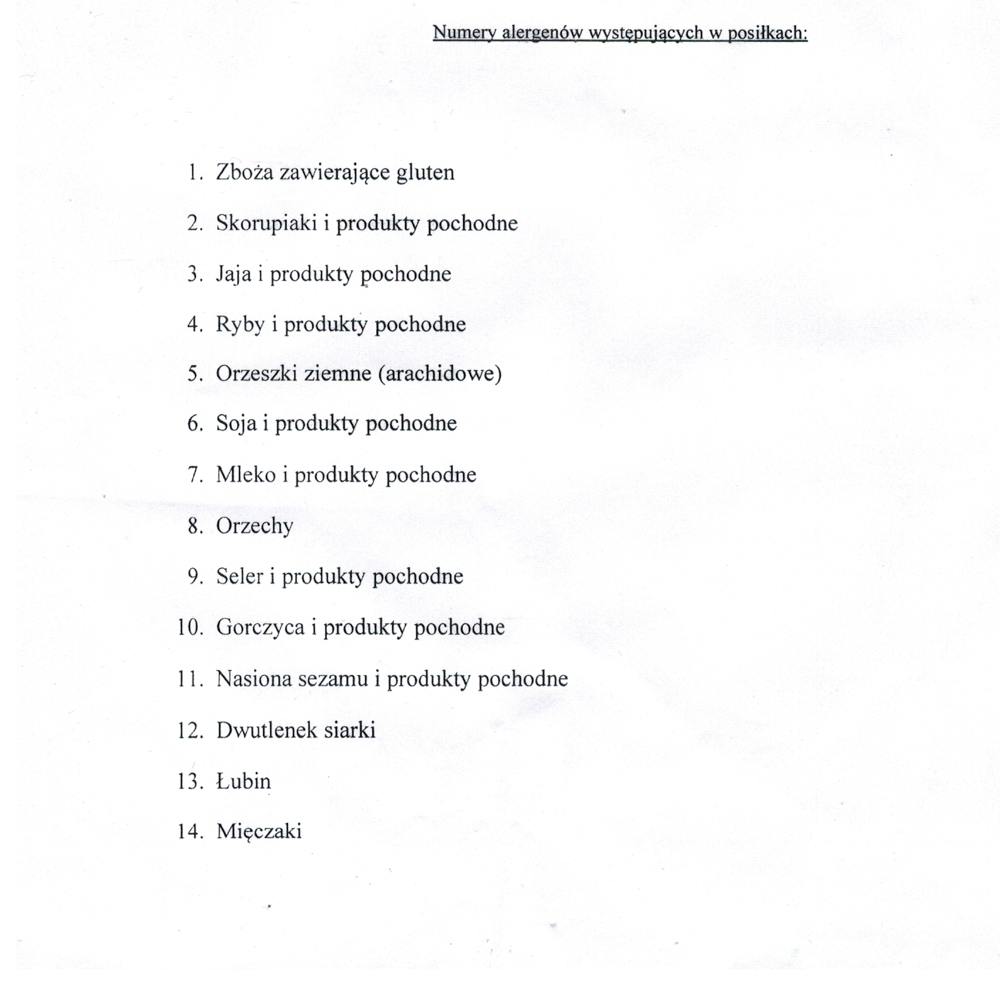 Numery alergenów występujących w posiłkach:
1. Zboża zawierające gluten
2. Skorupiaki i produkty pochodne
3. Jaja i produkty pochodne
4. Ryby i produkty pochodne
5. Orzeszki ziemne (arachidowe)
6. Soja i produkty pochodne
7. Mleko i produkty pochodne
8. Orzechy
9. Seler i produkty pochodne
10. Gorczyca i produkty pochodne
11. Nasiona sezamu i produkty pochodne
12. Dwutlenek siarki
13. Łubin
14. Mięczaki